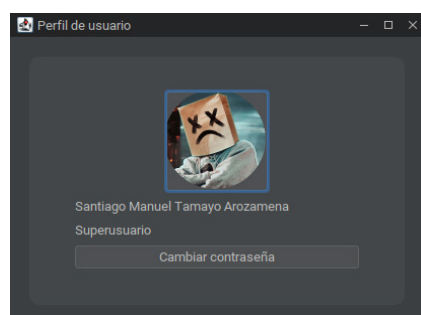 Perfil de usuario
Santiago Manuel Tamayo Arozamena
Superusuario
Cambiar contraseña